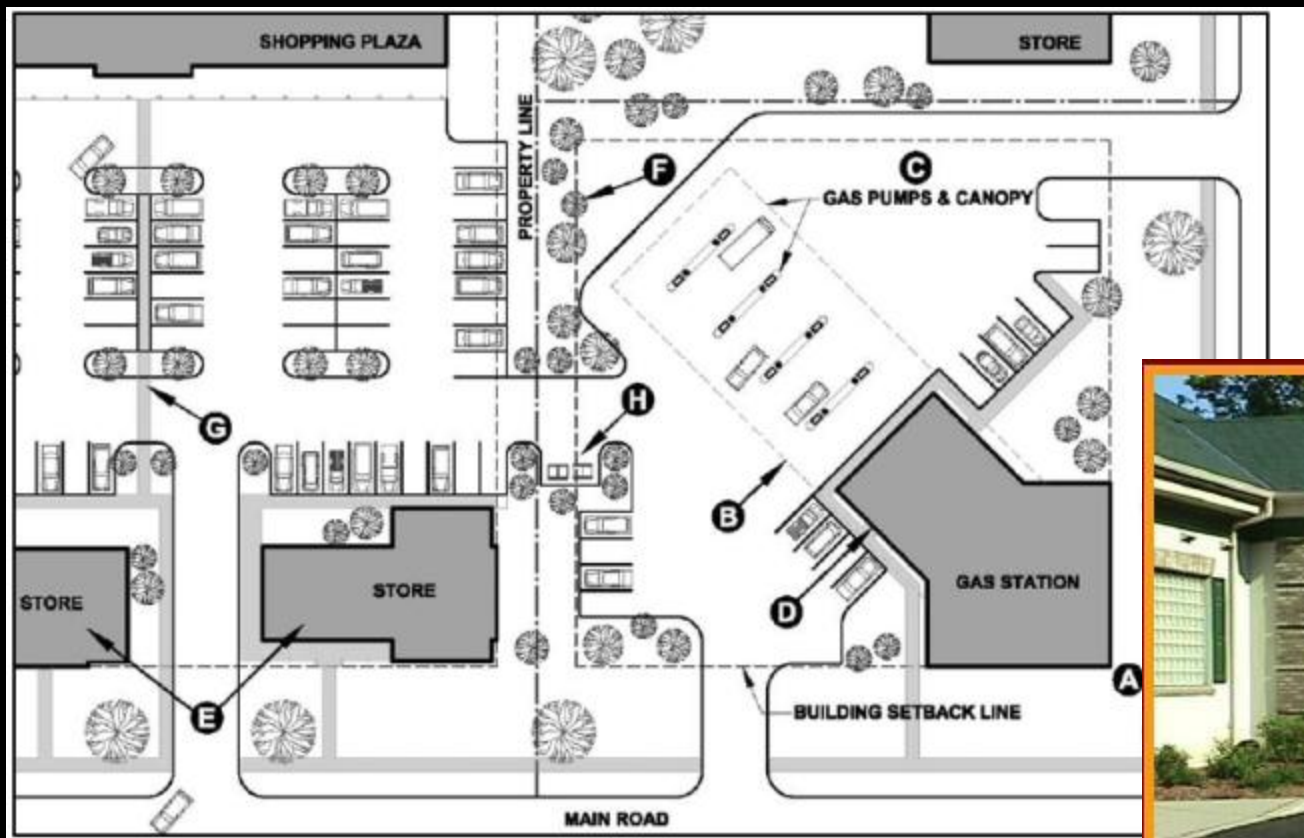 SHOPPING PLAZA
STORE
PROPERTY LINE
F
C
GAS PUMPS & CANOPY
G
H
B
STORE
STORE
D
GAS STATION
E
A
BUILDING SETBACK LINE
MAIN ROAD